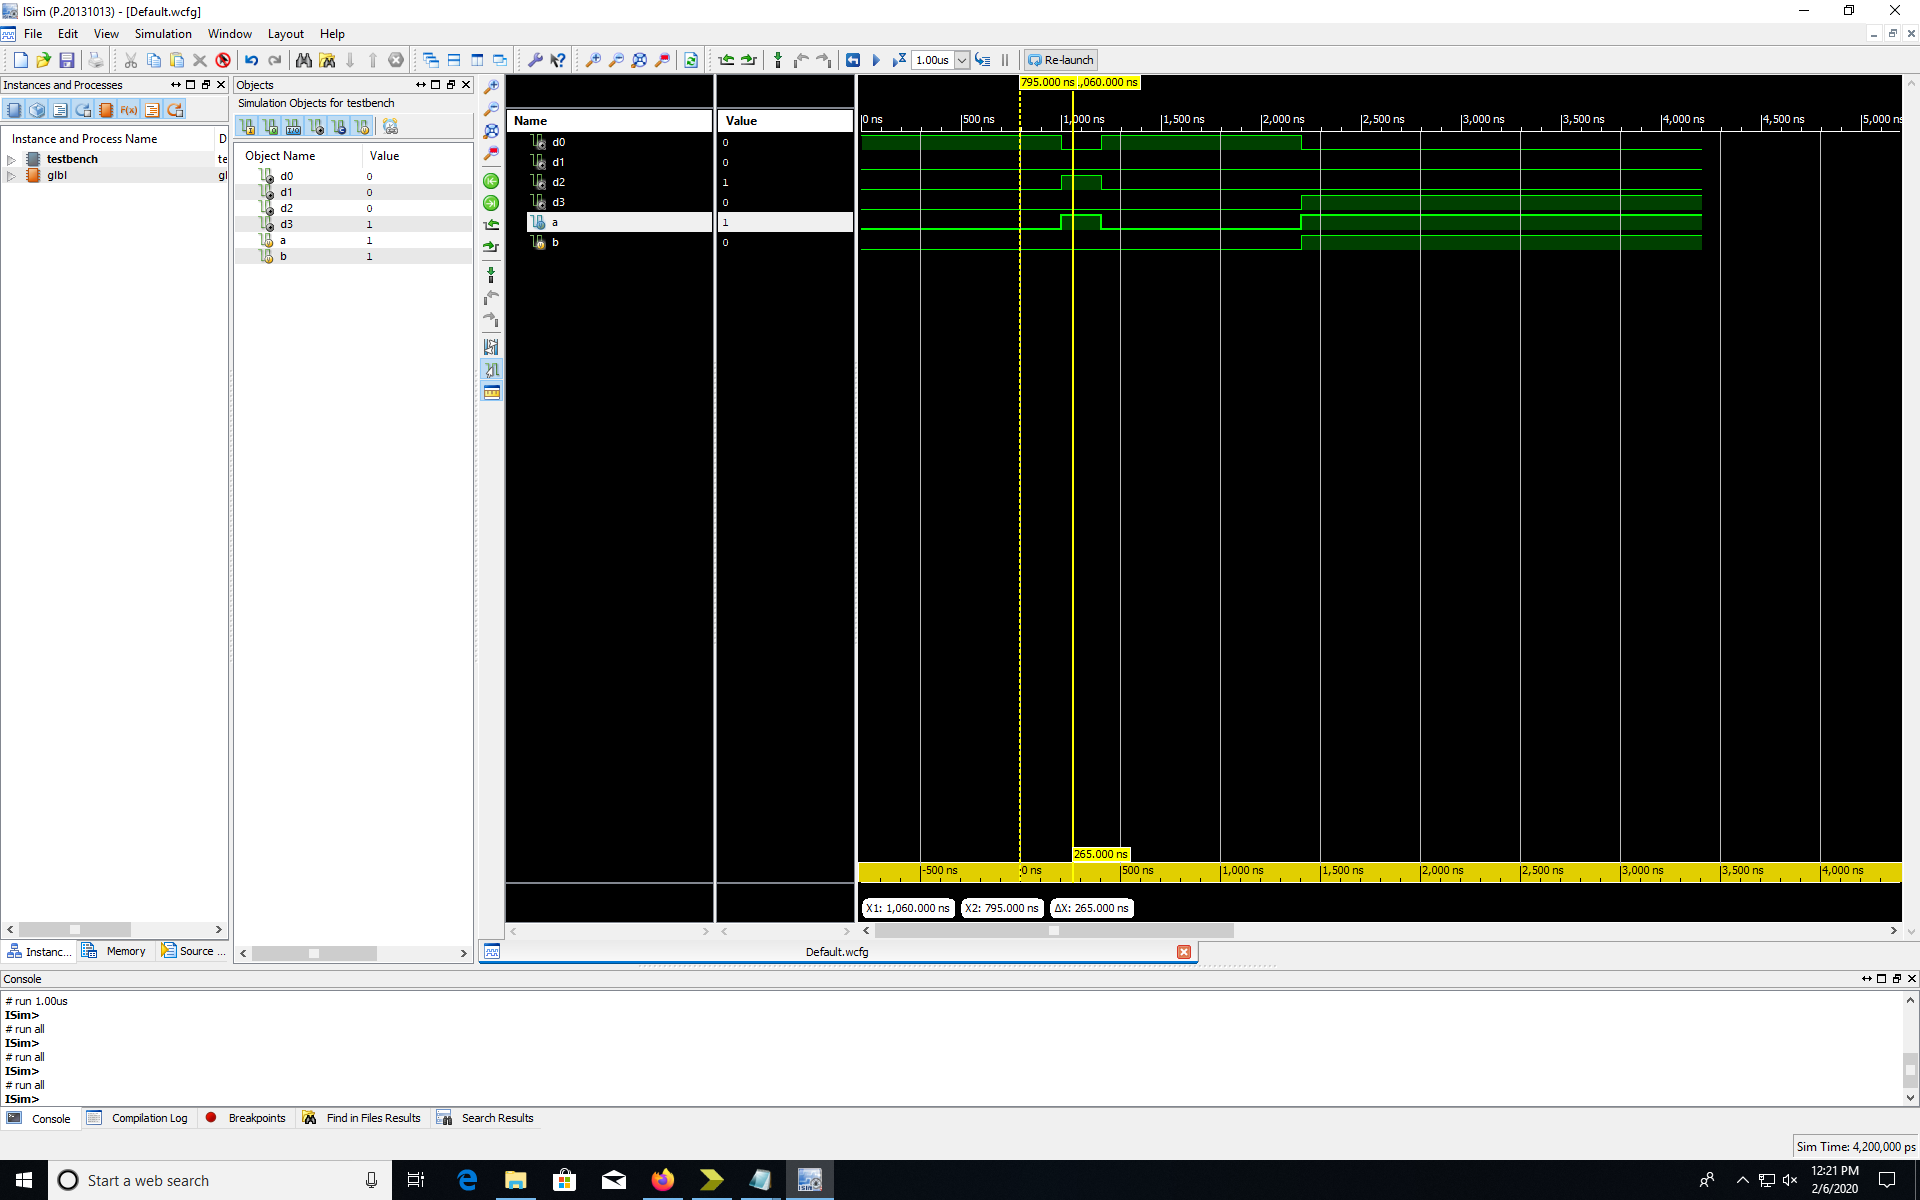 ISim (P.20131013) - [Default.wcfg]
File Edit View Simulation Window Layout Help
1.00us
Re-launch
Instances and Processes
Instance and Process Name D
testbench te
glbl gl
Instanc... Memory Source ...
Objects
Simulation Objects for testbench
Object Name Value
d0 0
d1 0
d2 0
d3 1
a 1
b 1
Name Value
d0 0
d1 0
d2 1
d3 0
a 1
b 0
795.000 ns ,060.000 ns
0 ns 500 ns 1,000 ns 1,500 ns 2,000 ns 2,500 ns 3,000 ns 3,500 ns 4,000 ns 4,500 ns 5,000 ns
265.000 ns
-500 ns 0 ns 500 ns 1,000 ns 1,500 ns 2,000 ns 2,500 ns 3,000 ns 3,500 ns 4,000 ns
X1: 1,060.000 ns X2: 795.000 ns ΔX: 265.000 ns
Default.wcfg
Console
# run 1.00us
ISim>
# run all
ISim>
# run all
ISim>
# run all
ISim>
Console Compilation Log Breakpoints Find in Files Results Search Results
Sim Time: 4,200,000 ps
Start a web search
12:21 PM
2/6/2020